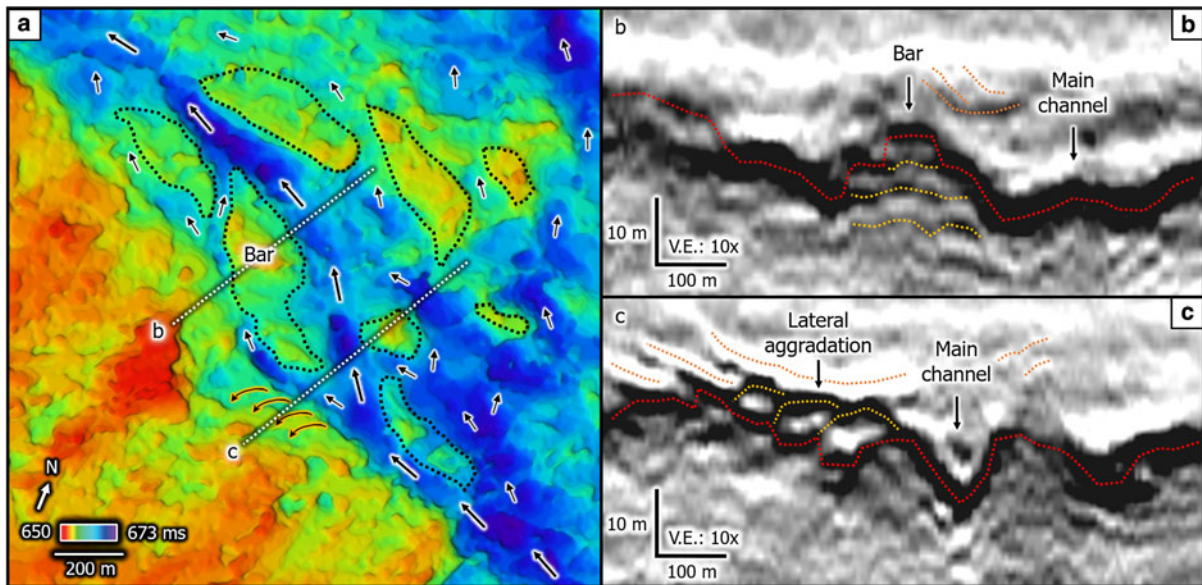 a
Bar
b
c
N
650
673 ms
200 m
b
b
Bar
Main
channel
10 m
V.E.: 10x
100 m
c
c
Lateral
aggradation
Main
channel
10 m
V.E.: 10x
100 m